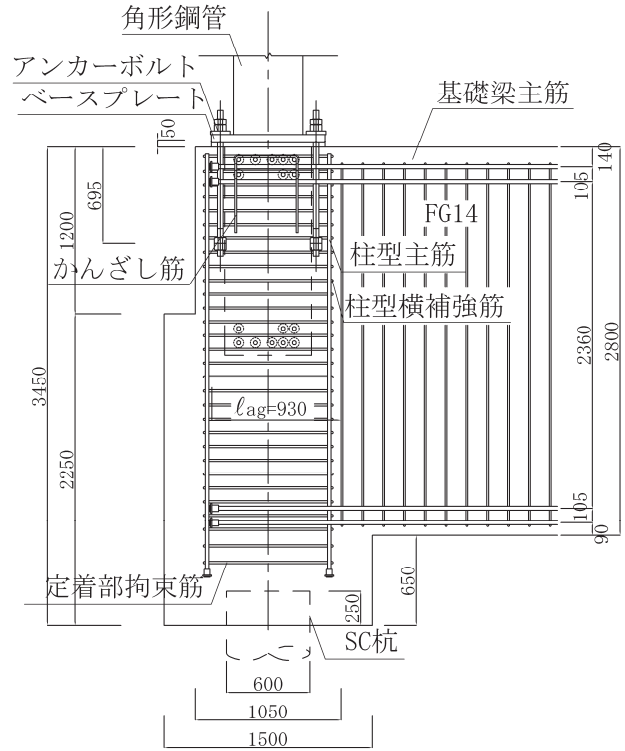 角形鋼管
アンカーボルト
ベースプレート
基礎梁主筋
50
140
105
695
1200
FG14
かんざし筋
柱型主筋
柱型横補強筋
2360
2800
3450
ℓag=930
2250
105
90
定着部拘束筋
250
650
SC杭
600
1050
1500